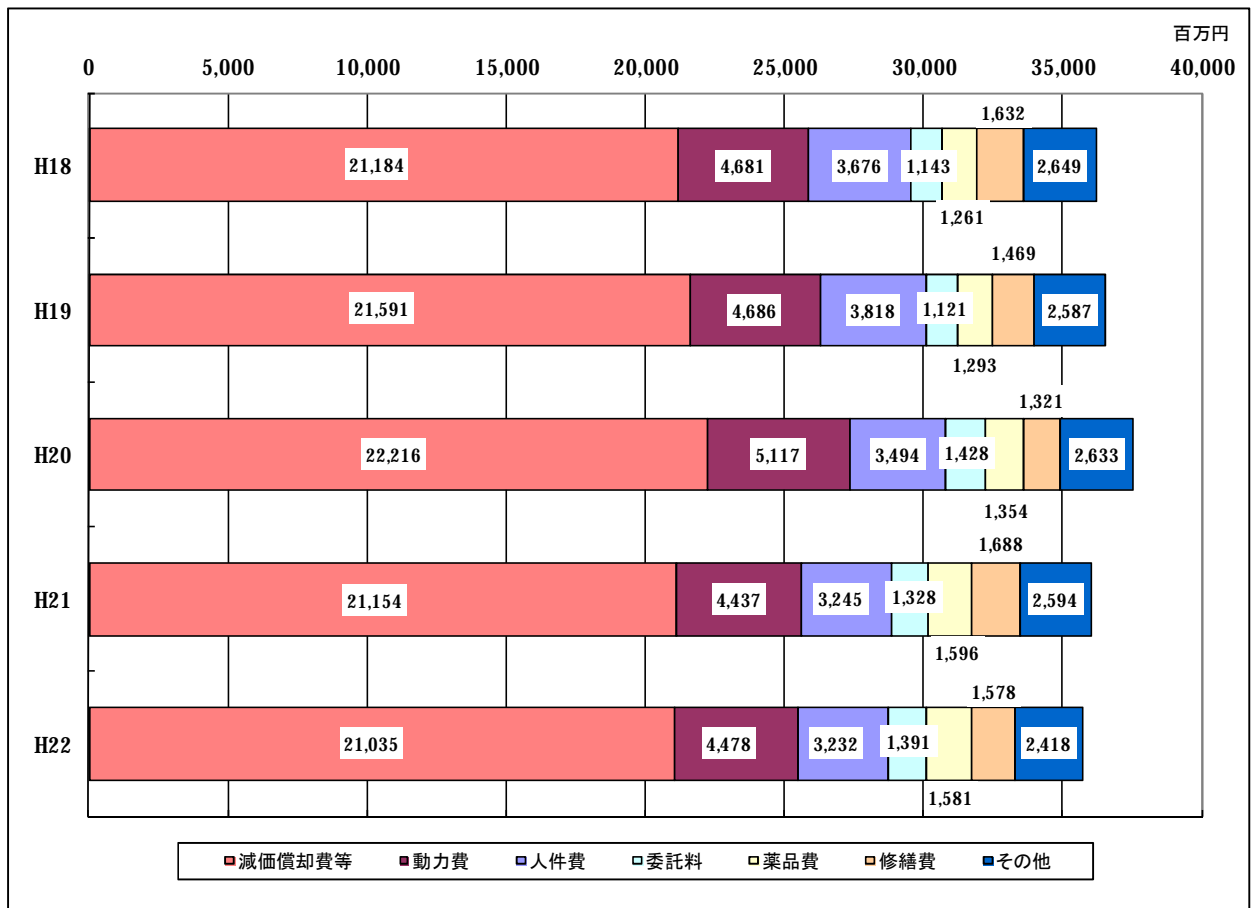 百万円
0 5,000 10,000 15,000 20,000 25,000 30,000 35,000 40,000
1,632
H18 21,184 4,681 3,676 1,143 2,649
1,261
1,469
H19 21,591 4,686 3,818 1,121 2,587
1,293
1,321
H20 22,216 5,117 3,494 1,428 2,633
1,354
1,688
H21 21,154 4,437 3,245 1,328 2,594
1,596
1,578
H22 21,035 4,478 3,232 1,391 2,418
1,581
減価償却費等 動力費 人件費 委託料 薬品費 修繕費 その他